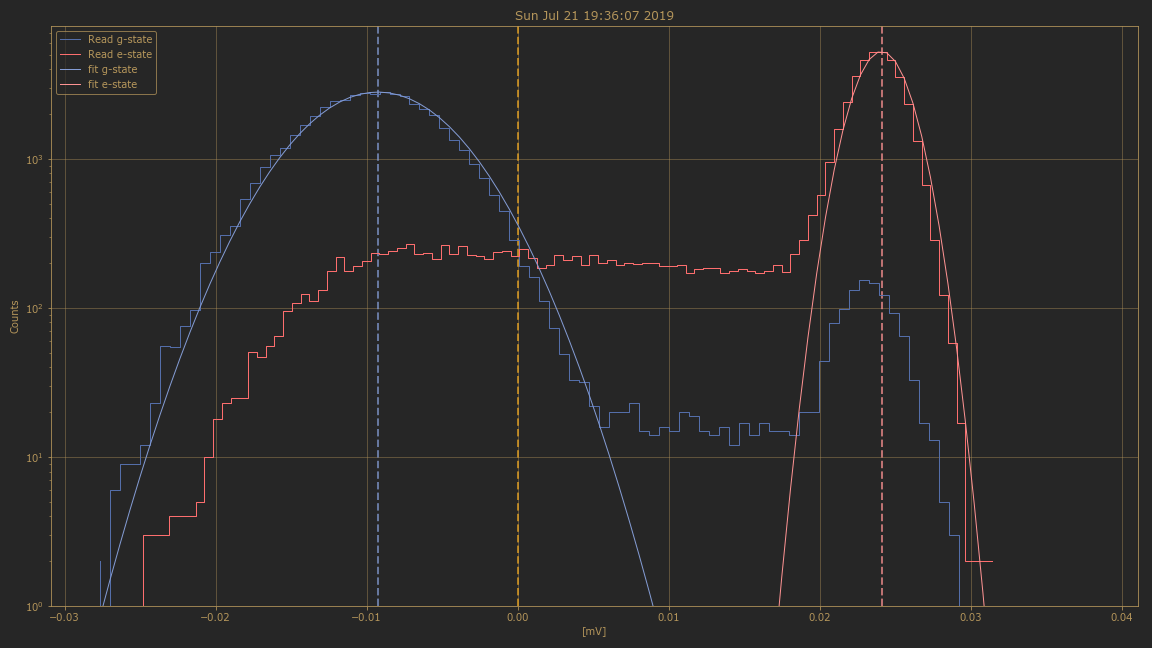 Sun Jul 21 19:36:07 2019
Read g-state
Read e-state
fit g-state
fit e-state
Counts
10³
10²
10¹
10⁰
−0.03 −0.02 −0.01 0.00 0.01 0.02 0.03 0.04
[mV]